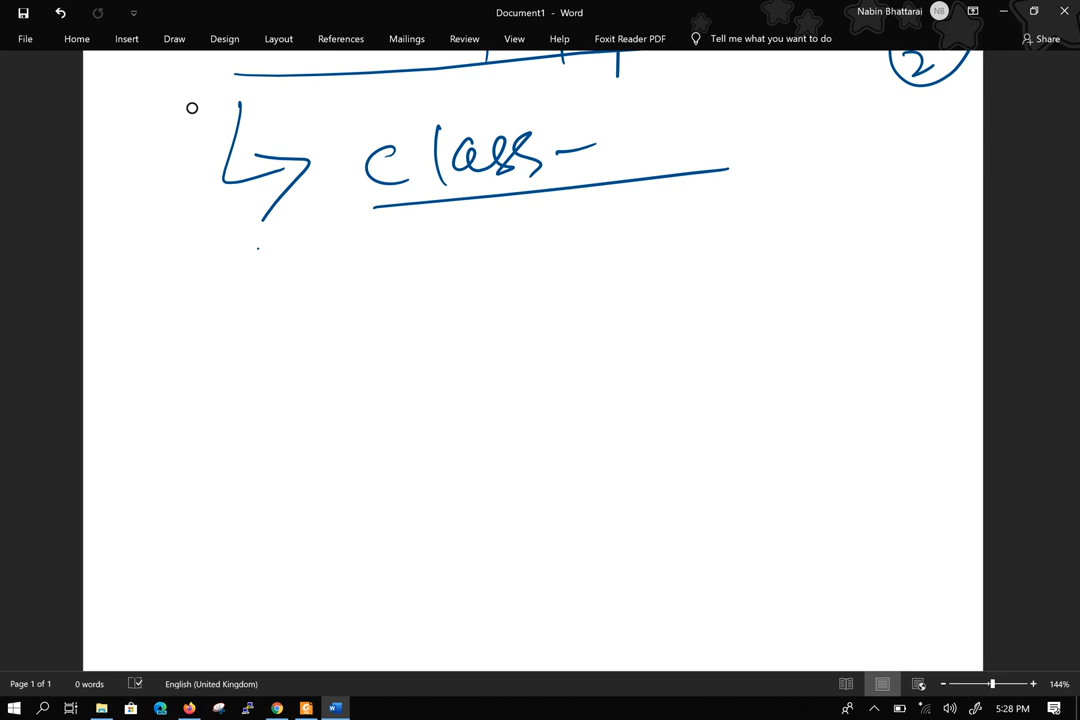 Document1 - Word
Nabin Bhattarai
NB
File Home Insert Draw Design Layout References Mailings Review View Help Foxit Reader PDF Tell me what you want to do Share
2
class-
Page 1 of 1 0 words English (United Kingdom) 144%
5:28 PM